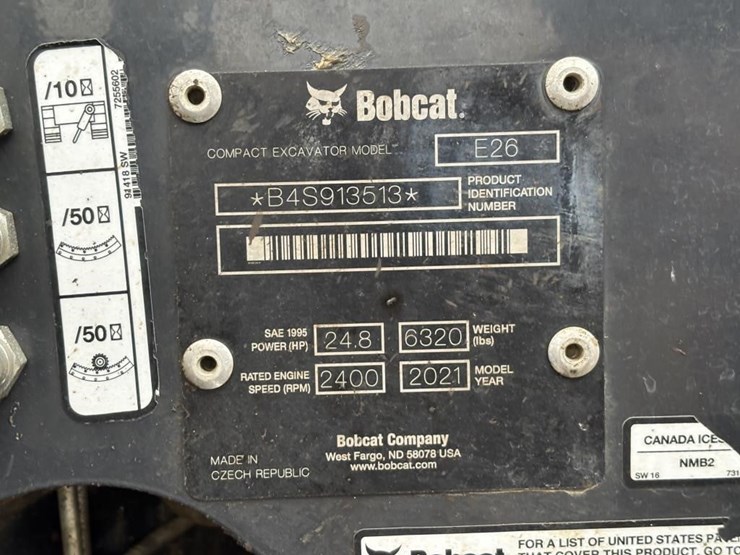 /10
7255602
94418 SW
/50
/50
Bobcat.
COMPACT EXCAVATOR MODEL
E26
*B4S913513*
PRODUCT
IDENTIFICATION
NUMBER
SAE 1995
POWER (HP)
24.8
6320
WEIGHT
(lbs)
RATED ENGINE
SPEED (RPM)
2400
2021
MODEL
YEAR
Bobcat Company
West Fargo, ND 58078 USA
www.bobcat.com
MADE IN
CZECH REPUBLIC
CANADA ICES
NMB2
SW 16
731
Bobcat
FOR A LIST OF UNITED STATES
THAT COVER THIS PRODUCT, GO TO